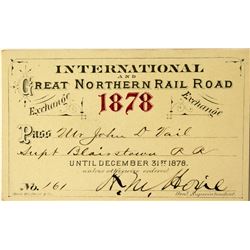 INTERNATIONAL
AND
GREAT NORTHERN RAIL ROAD
Exchange 1878 Exchange
Pass Mr John D Vail
Supt Blairstown R R
UNTIL DECEMBER 31ST 1878.
unless otherwise ordered
No. 161 H. M. Hoxie
Genl Superintendent.